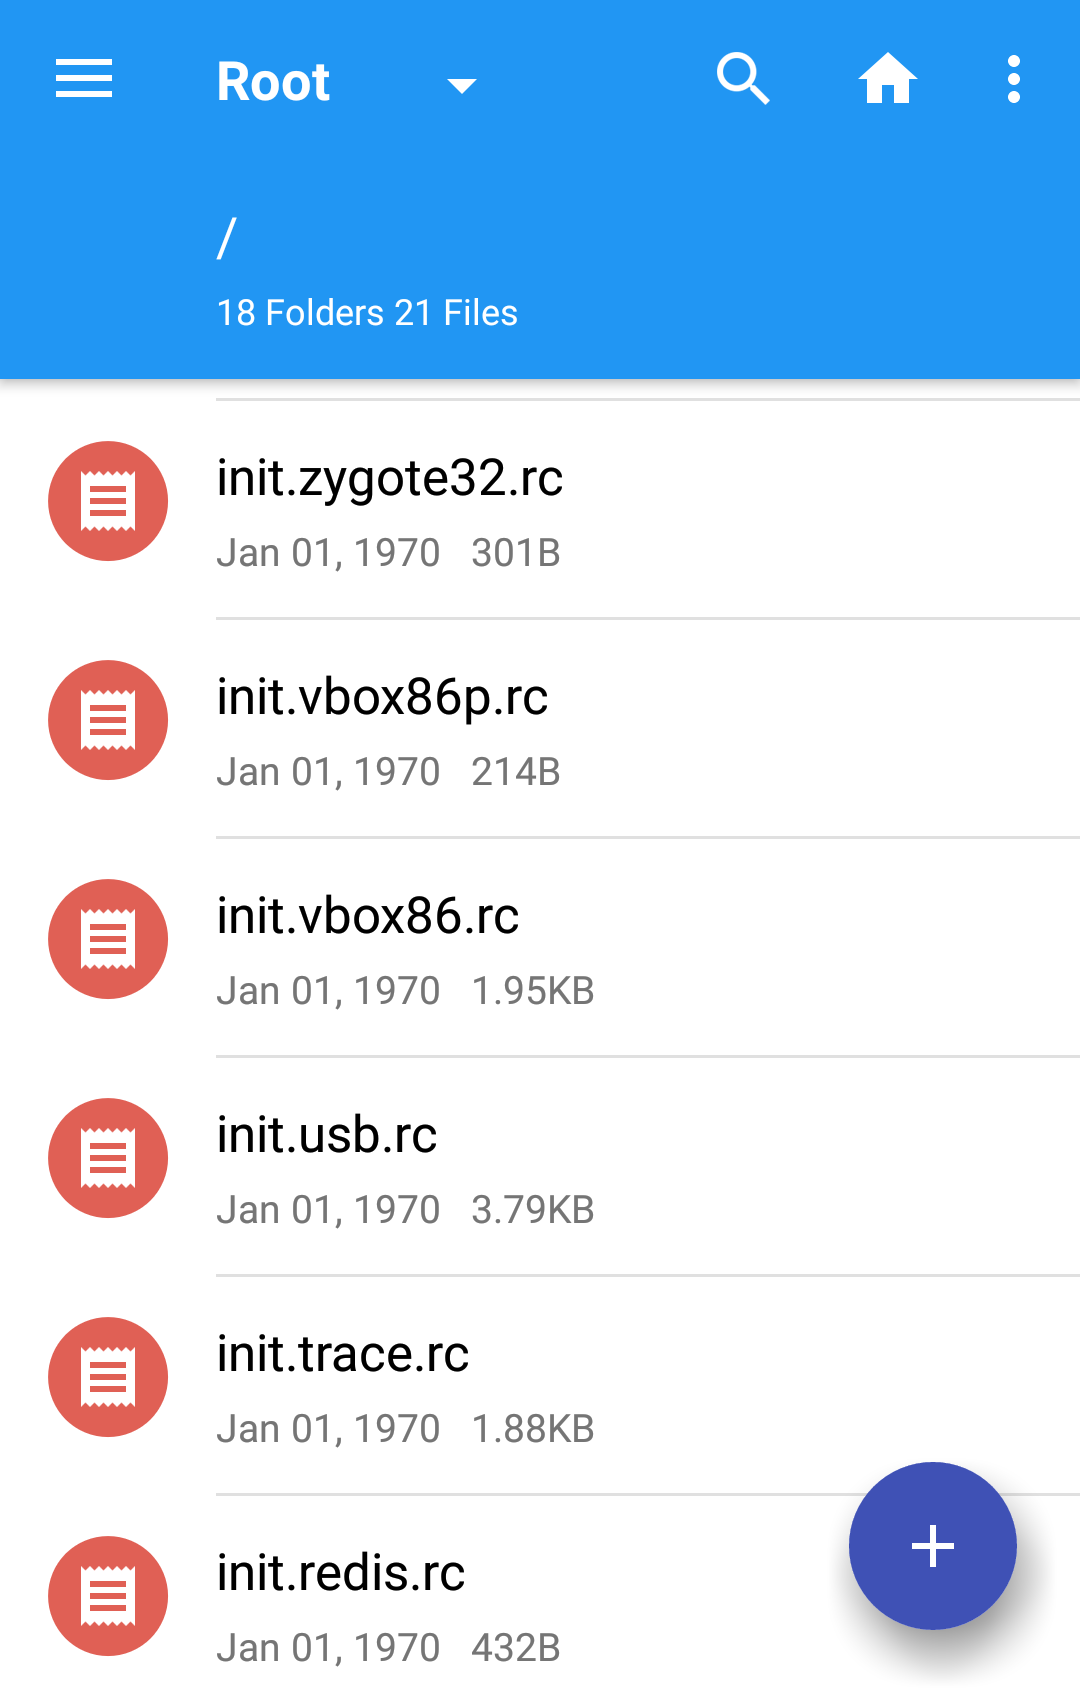 Root
/
18 Folders 21 Files
init.zygote32.rc
Jan 01, 1970 301B
init.vbox86p.rc
Jan 01, 1970 214B
init.vbox86.rc
Jan 01, 1970 1.95KB
init.usb.rc
Jan 01, 1970 3.79KB
init.trace.rc
Jan 01, 1970 1.88KB
init.redis.rc
Jan 01, 1970 432B